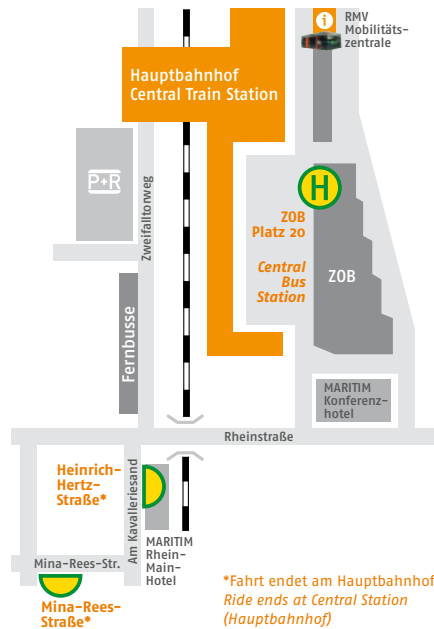 i
RMV
Mobilitäts-
zentrale
Hauptbahnhof
Central Train Station
P+R
Zweifalltorweg
H
ZOB
Platz 20
Central
Bus
Station
ZOB
Fernbusse
MARITIM
Konferenz-
hotel
Rheinstraße
Heinrich-
Hertz-
Straße*
Am Kavalleriesand
MARITIM
Rhein-
Main-
Hotel
Mina-Rees-Str.
Mina-Rees-
Straße*
*Fahrt endet am Hauptbahnhof
Ride ends at Central Station
(Hauptbahnhof)